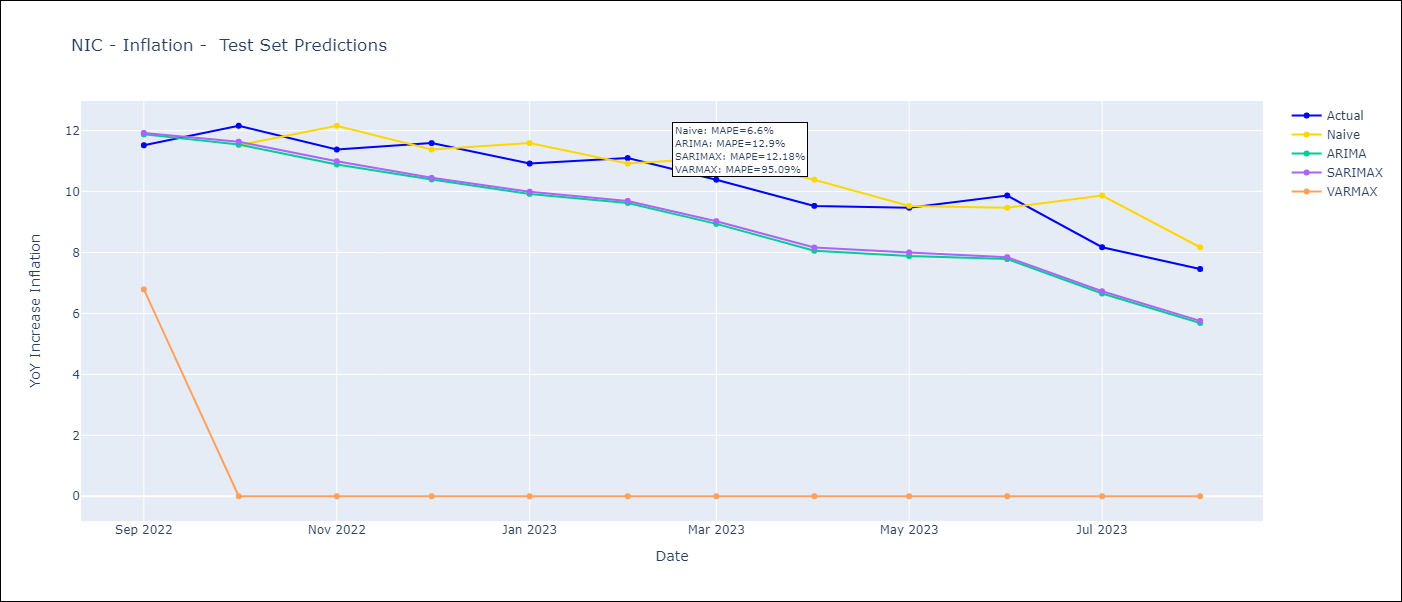 NIC - Inflation -  Test Set Predictions
Naive: MAPE=6.6%
ARIMA: MAPE=12.9%
SARIMAX: MAPE=12.18%
VARMAX: MAPE=95.09%
Actual
Naive
ARIMA
SARIMAX
VARMAX
YoY Increase Inflation
12
10
8
6
4
2
0
Sep 2022
Nov 2022
Jan 2023
Mar 2023
May 2023
Jul 2023
Date